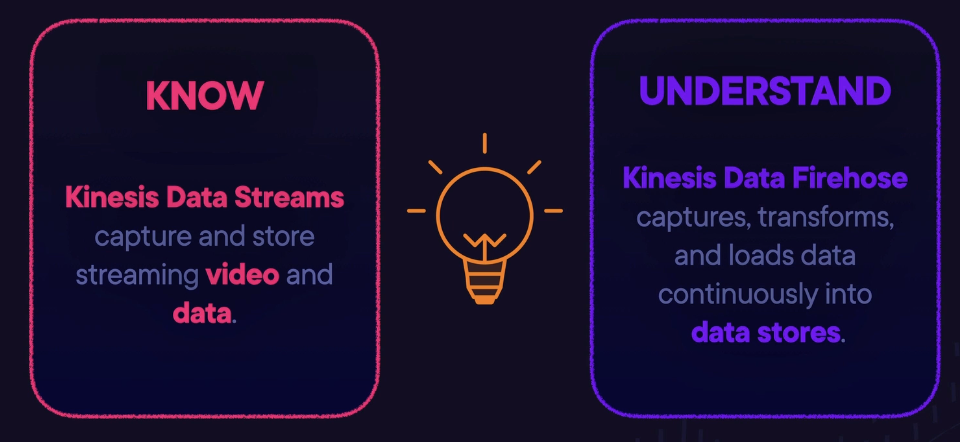 KNOW
Kinesis Data Streams
capture and store
streaming video and
data.
UNDERSTAND
Kinesis Data Firehose
captures, transforms,
and loads data
continuously into
data stores.